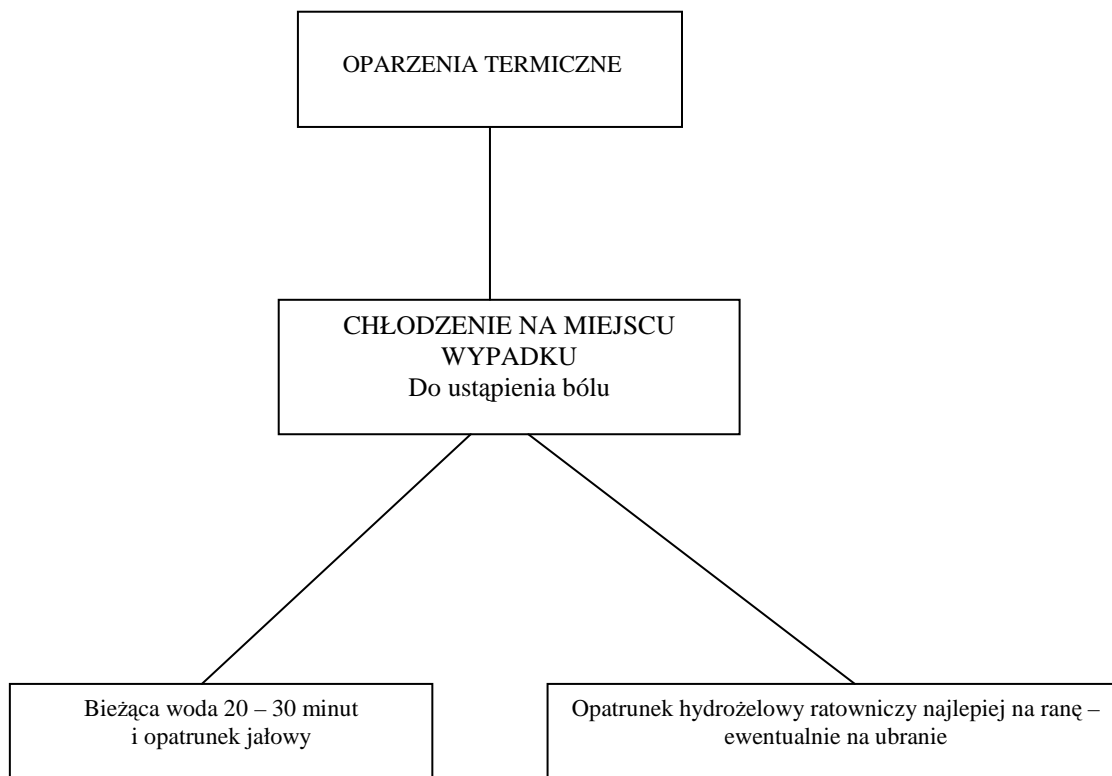 OPARZENIA TERMICZNE
CHŁODZENIE NA MIEJSCU
WYPADKU
Do ustąpienia bólu
Bieżąca woda 20 – 30 minut
i opatrunek jałowy
Opatrunek hydrożelowy ratowniczy najlepiej na ranę –
ewentualnie na ubranie